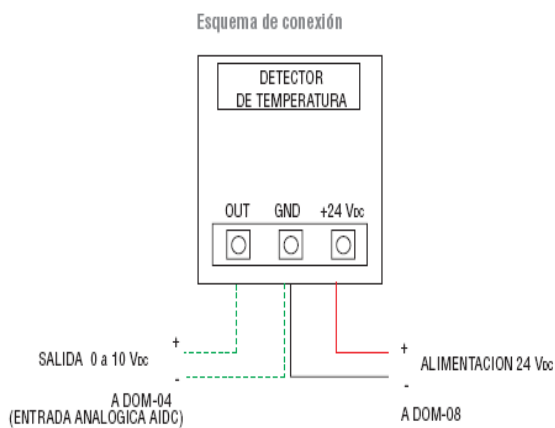 Esquema de conexión
DETECTOR
DE TEMPERATURA
OUT GND +24 VDC
+
SALIDA 0 a 10 VDC
-
A DOM-04
(ENTRADA ANALOGICA AIDC)
+
ALIMENTACION 24 VDC
-
A DOM-08